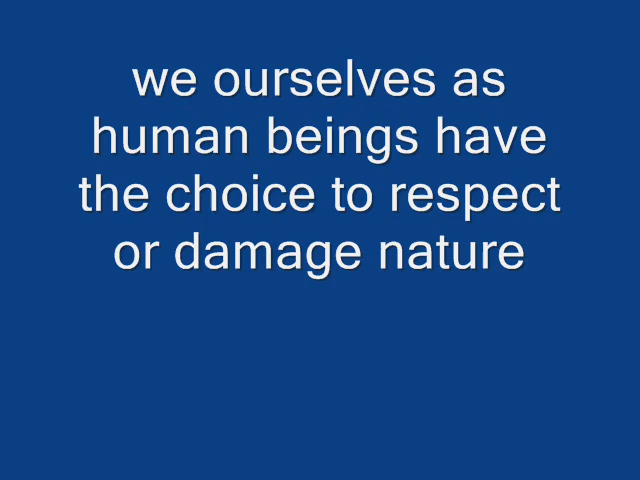 we ourselves as
human beings have
the choice to respect
or damage nature